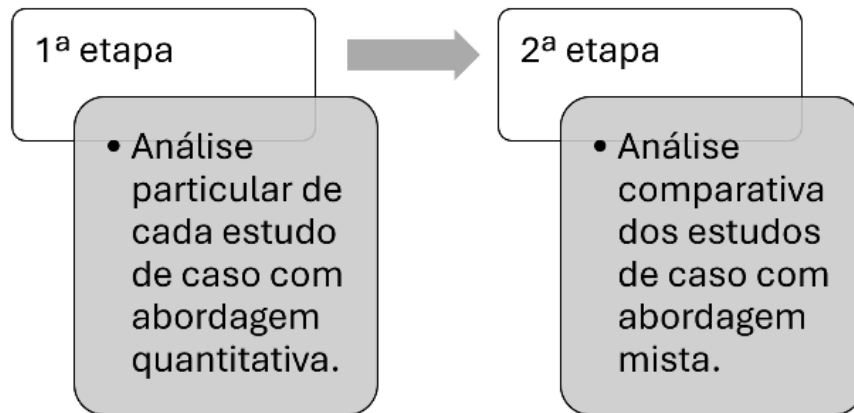 1ª etapa
• Análise
particular de
cada estudo
de caso com
abordagem
quantitativa.
2ª etapa
• Análise
comparativa
dos estudos
de caso com
abordagem
mista.